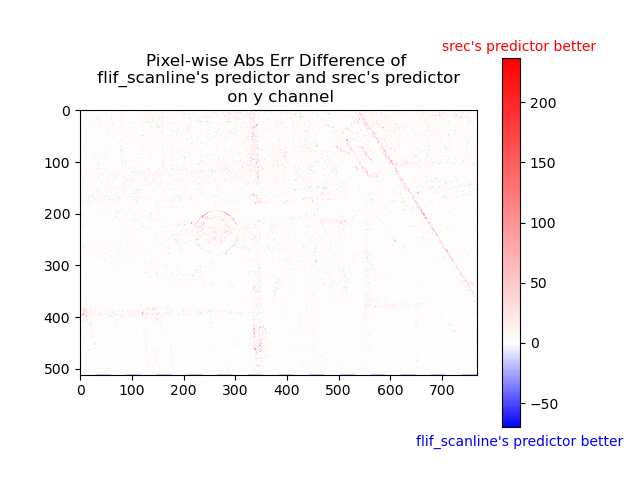 srec's predictor better
Pixel-wise Abs Err Difference of
flif_scanline's predictor and srec's predictor
on y channel
0
100
200
300
400
500
0 100 200 300 400 500 600 700
200
150
100
50
0
−50
flif_scanline's predictor better